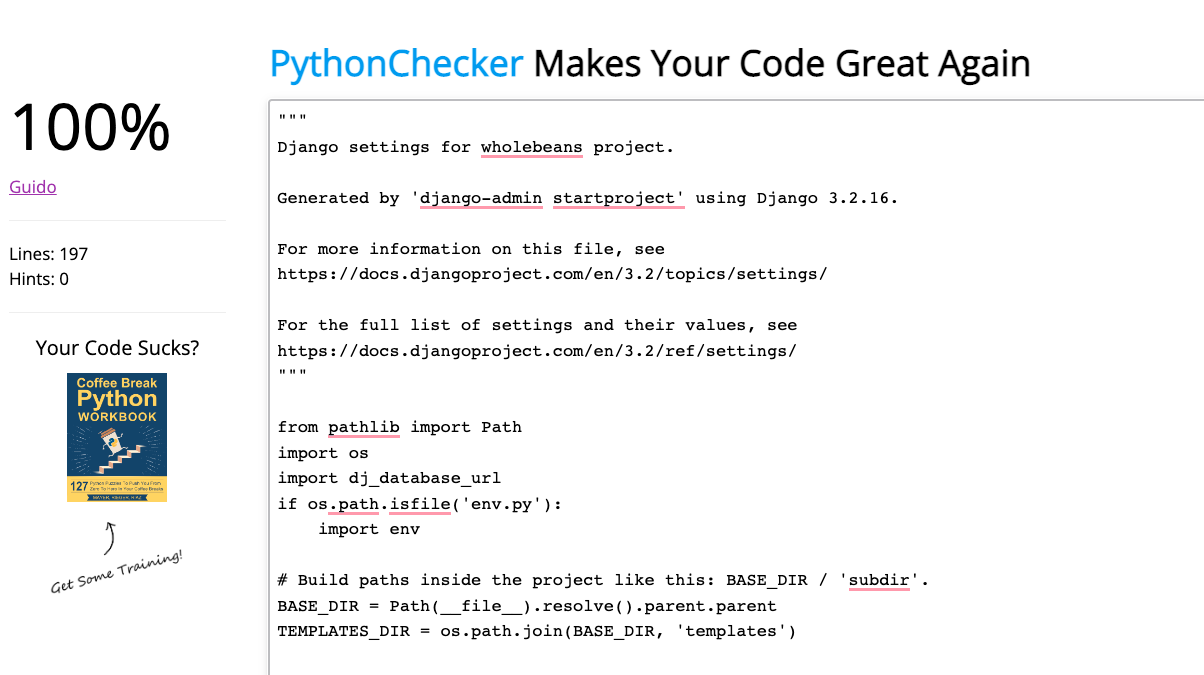 PythonChecker Makes Your Code Great Again
100%
Guido
Lines: 197
Hints: 0
Your Code Sucks?
Coffee Break
Python
WORKBOOK
127 Python Puzzles To Push You From
Zero To Hero in Your Coffee Breaks
Get Some Training!
"""
Django settings for wholebeans project.
Generated by 'django-admin startproject' using Django 3.2.16.
For more information on this file, see
https://docs.djangoproject.com/en/3.2/topics/settings/
For the full list of settings and their values, see
https://docs.djangoproject.com/en/3.2/ref/settings/
"""
from pathlib import Path
import os
import dj_database_url
if os.path.isfile('env.py'):
    import env
# Build paths inside the project like this: BASE_DIR / 'subdir'.
BASE_DIR = Path(__file__).resolve().parent.parent
TEMPLATES_DIR = os.path.join(BASE_DIR, 'templates')